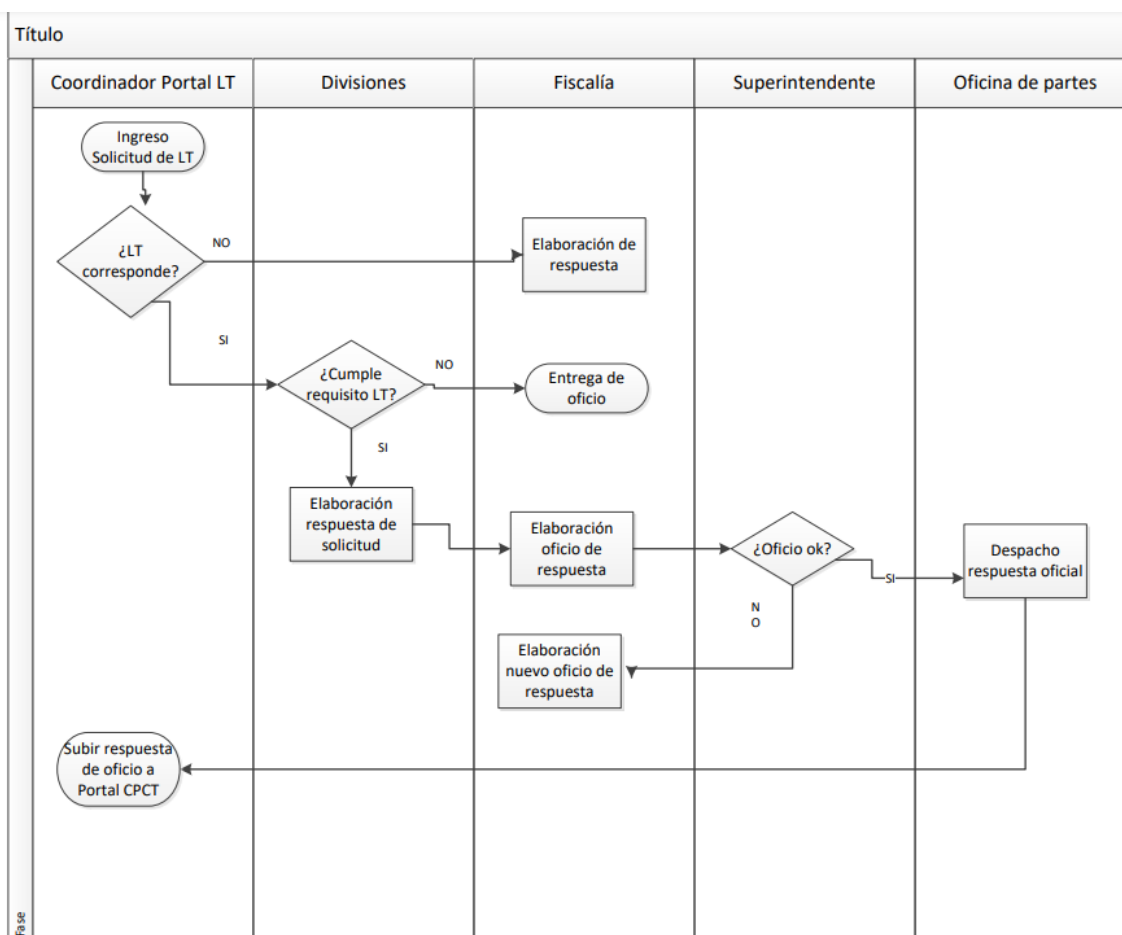 Título
Coordinador Portal LT
Divisiones
Fiscalía
Superintendente
Oficina de partes
Ingreso
Solicitud de LT
¿LT
corresponde?
NO
Elaboración de
respuesta
SI
¿Cumple
requisito LT?
NO
Entrega de
oficio
SI
Elaboración
respuesta de
solicitud
Elaboración
oficio de
respuesta
¿Oficio ok?
SI
Despacho
respuesta oficial
N
O
Elaboración
nuevo oficio de
respuesta
Subir respuesta
de oficio a
Portal CPCT
Fase